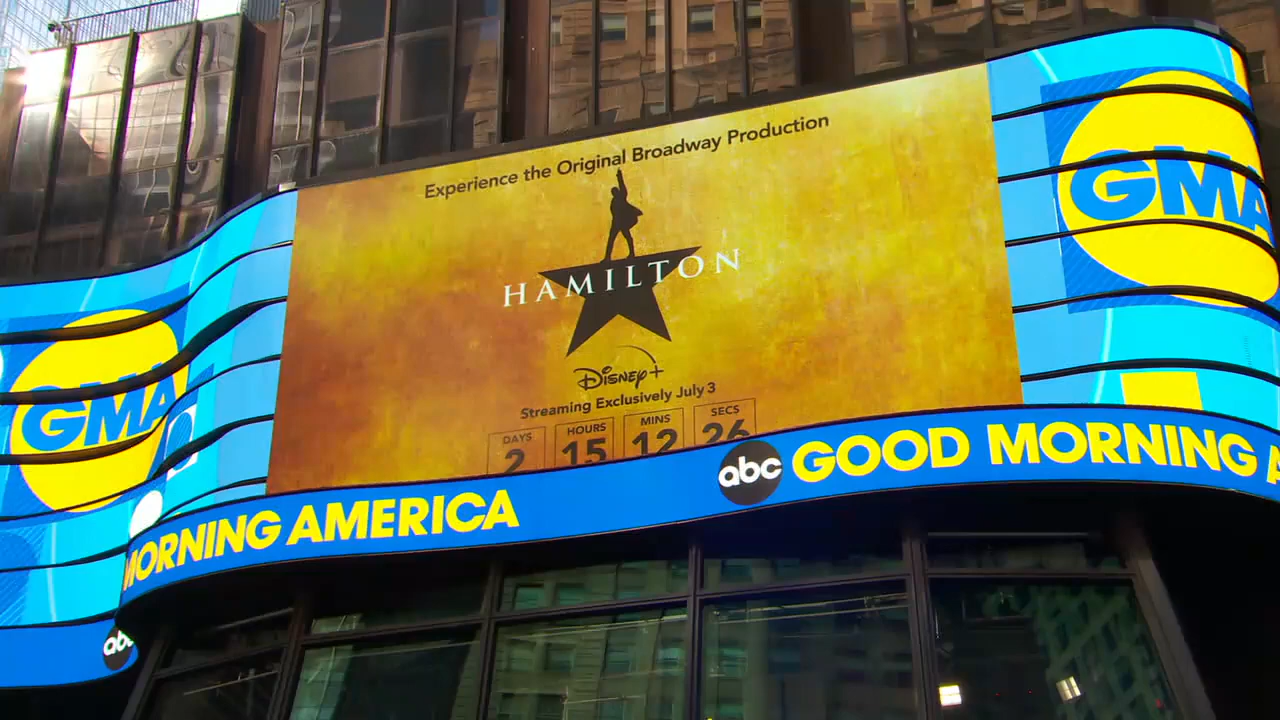 Experience the Original Broadway Production
HAMILTON
Disney+
Streaming Exclusively July 3
DAYS HOURS MINS SECS
2 15 12 26
GMA
GMA
MORNING AMERICA
abc GOOD MORNING A
abc